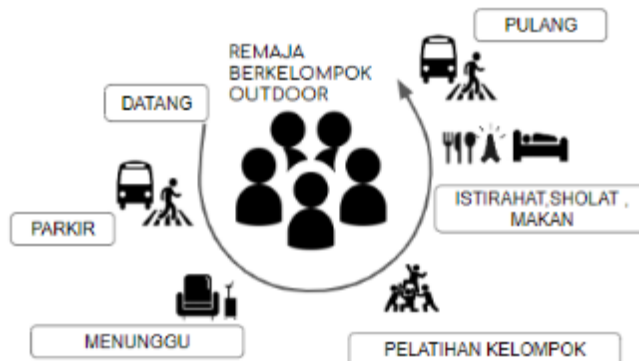 REMAJA
BERKELOMPOK
OUTDOOR
DATANG
PARKIR
MENUNGGU
PELATIHAN KELOMPOK
ISTIRAHAT,SHOLAT ,
MAKAN
PULANG